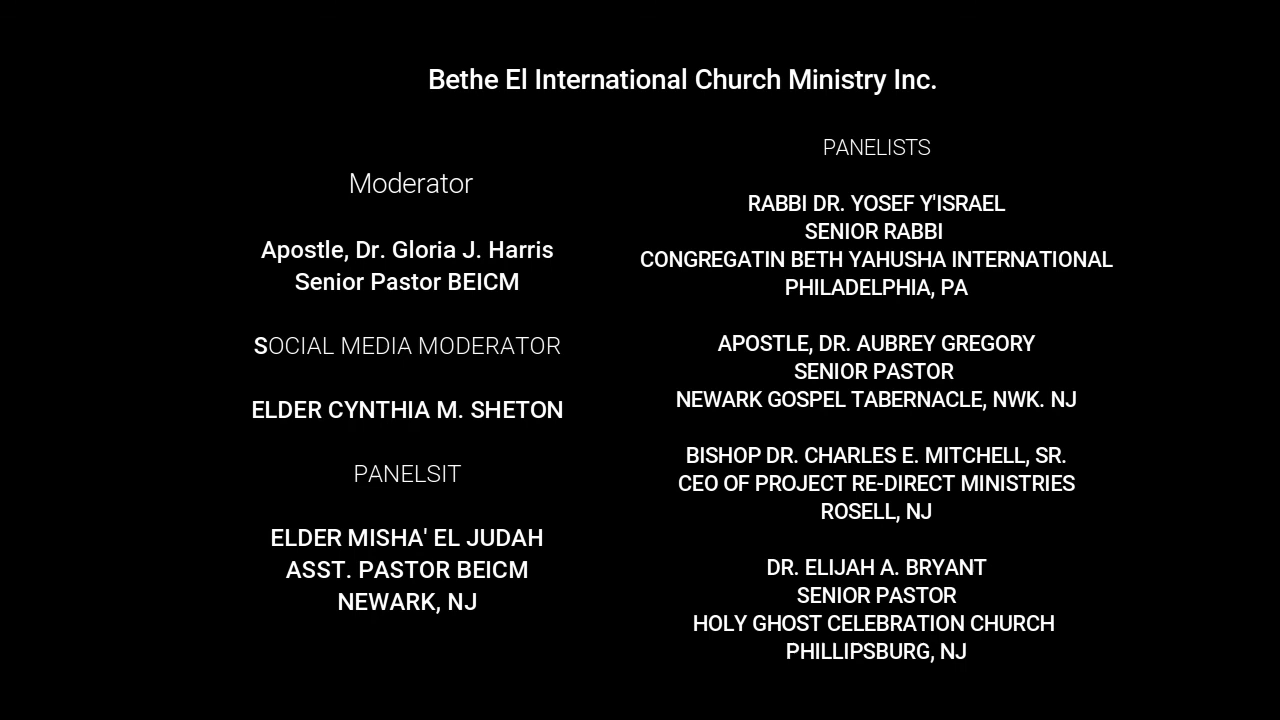 Bethe El International Church Ministry Inc.
Moderator
Apostle, Dr. Gloria J. Harris
Senior Pastor BEICM
SOCIAL MEDIA MODERATOR
ELDER CYNTHIA M. SHETON
PANELSIT
ELDER MISHA' EL JUDAH
ASST. PASTOR BEICM
NEWARK, NJ
PANELISTS
RABBI DR. YOSEF Y'ISRAEL
SENIOR RABBI
CONGREGATIN BETH YAHUSHA INTERNATIONAL
PHILADELPHIA, PA
APOSTLE, DR. AUBREY GREGORY
SENIOR PASTOR
NEWARK GOSPEL TABERNACLE, NWK. NJ
BISHOP DR. CHARLES E. MITCHELL, SR.
CEO OF PROJECT RE-DIRECT MINISTRIES
ROSELL, NJ
DR. ELIJAH A. BRYANT
SENIOR PASTOR
HOLY GHOST CELEBRATION CHURCH
PHILLIPSBURG, NJ